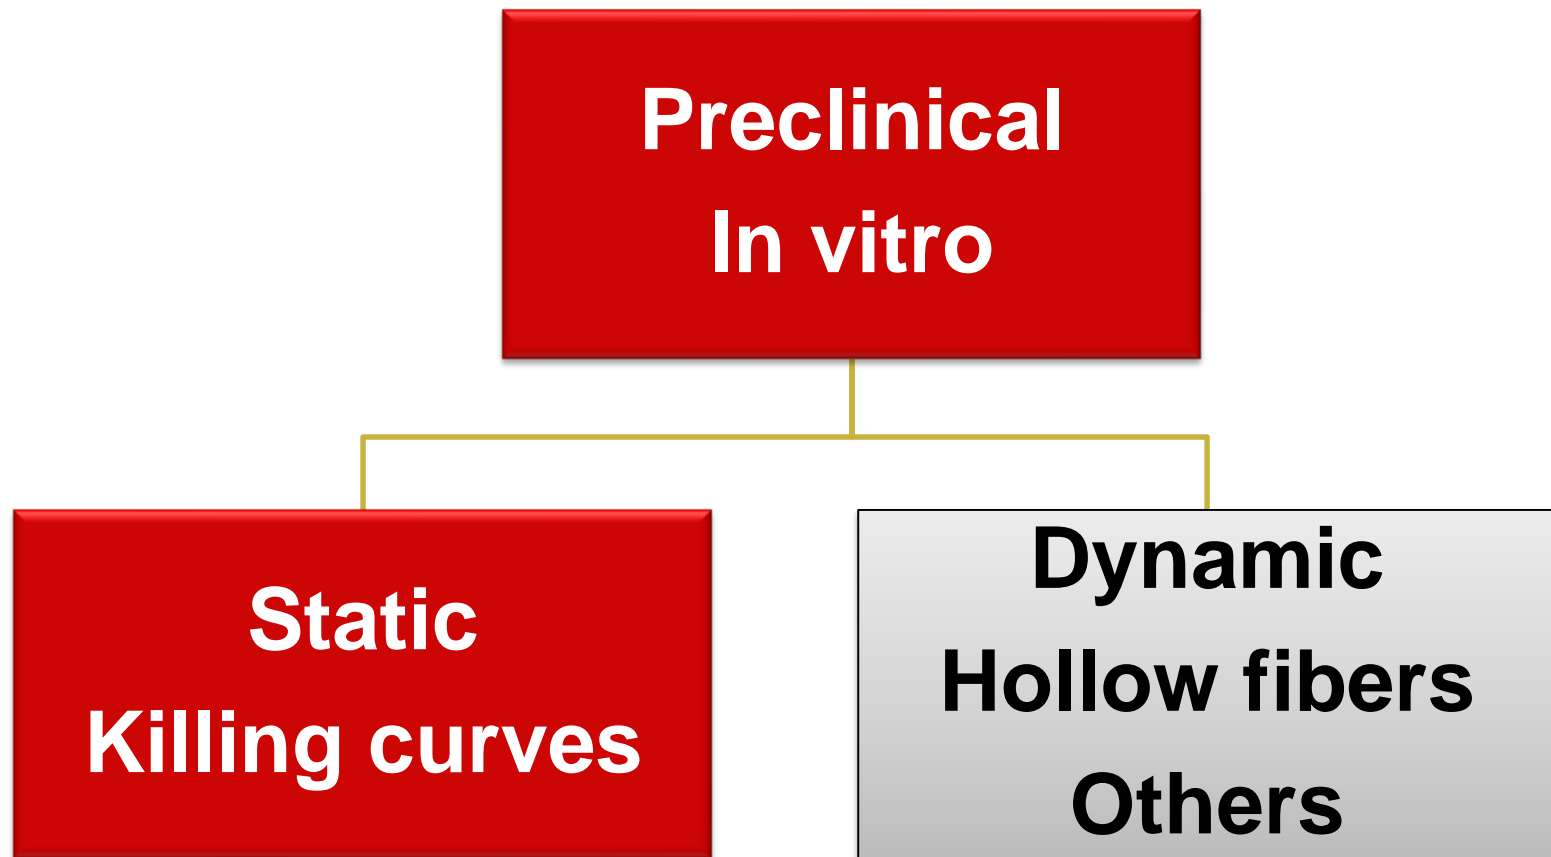 Preclinical
In vitro
Static
Killing curves
Dynamic
Hollow fibers
Others